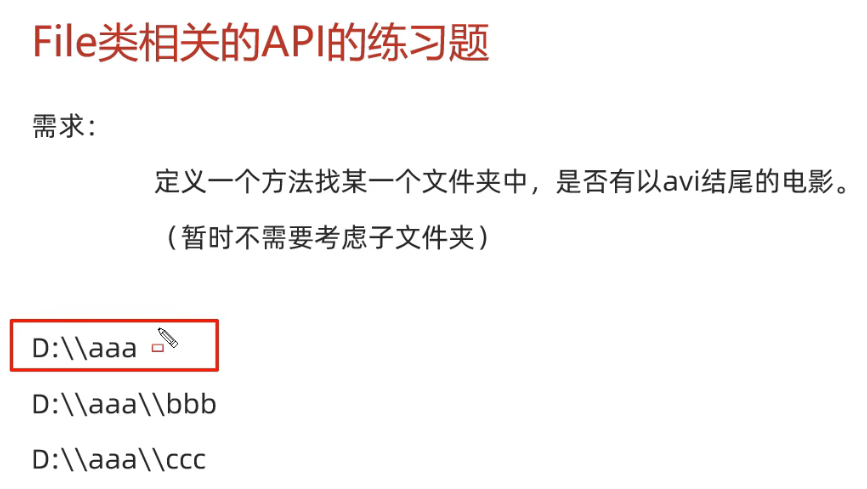 File类相关的API的练习题
需求：
定义一个方法找某一个文件夹中，是否有以avi结尾的电影。
（暂时不需要考虑子文件夹）
D:\\aaa
D:\\aaa\\bbb
D:\\aaa\\ccc